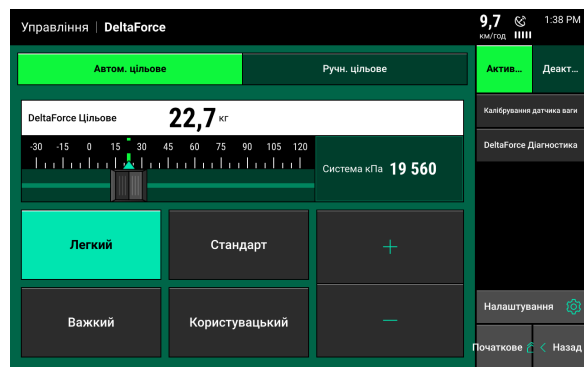 Управління | DeltaForce
9,7
км/год
1:38 PM
Автом. цільове
Ручн. цільове
Актив...
Деакт...
DeltaForce Цільове 22,7 кг
-30 -15 0 15 30 45 60 75 90 105 120
Система кПа 19 560
Калібрування датчика ваги
DeltaForce Діагностика
Легкий
Стандарт
+
Важкий
Користувацький
−
Налаштування
Початкове
< Назад